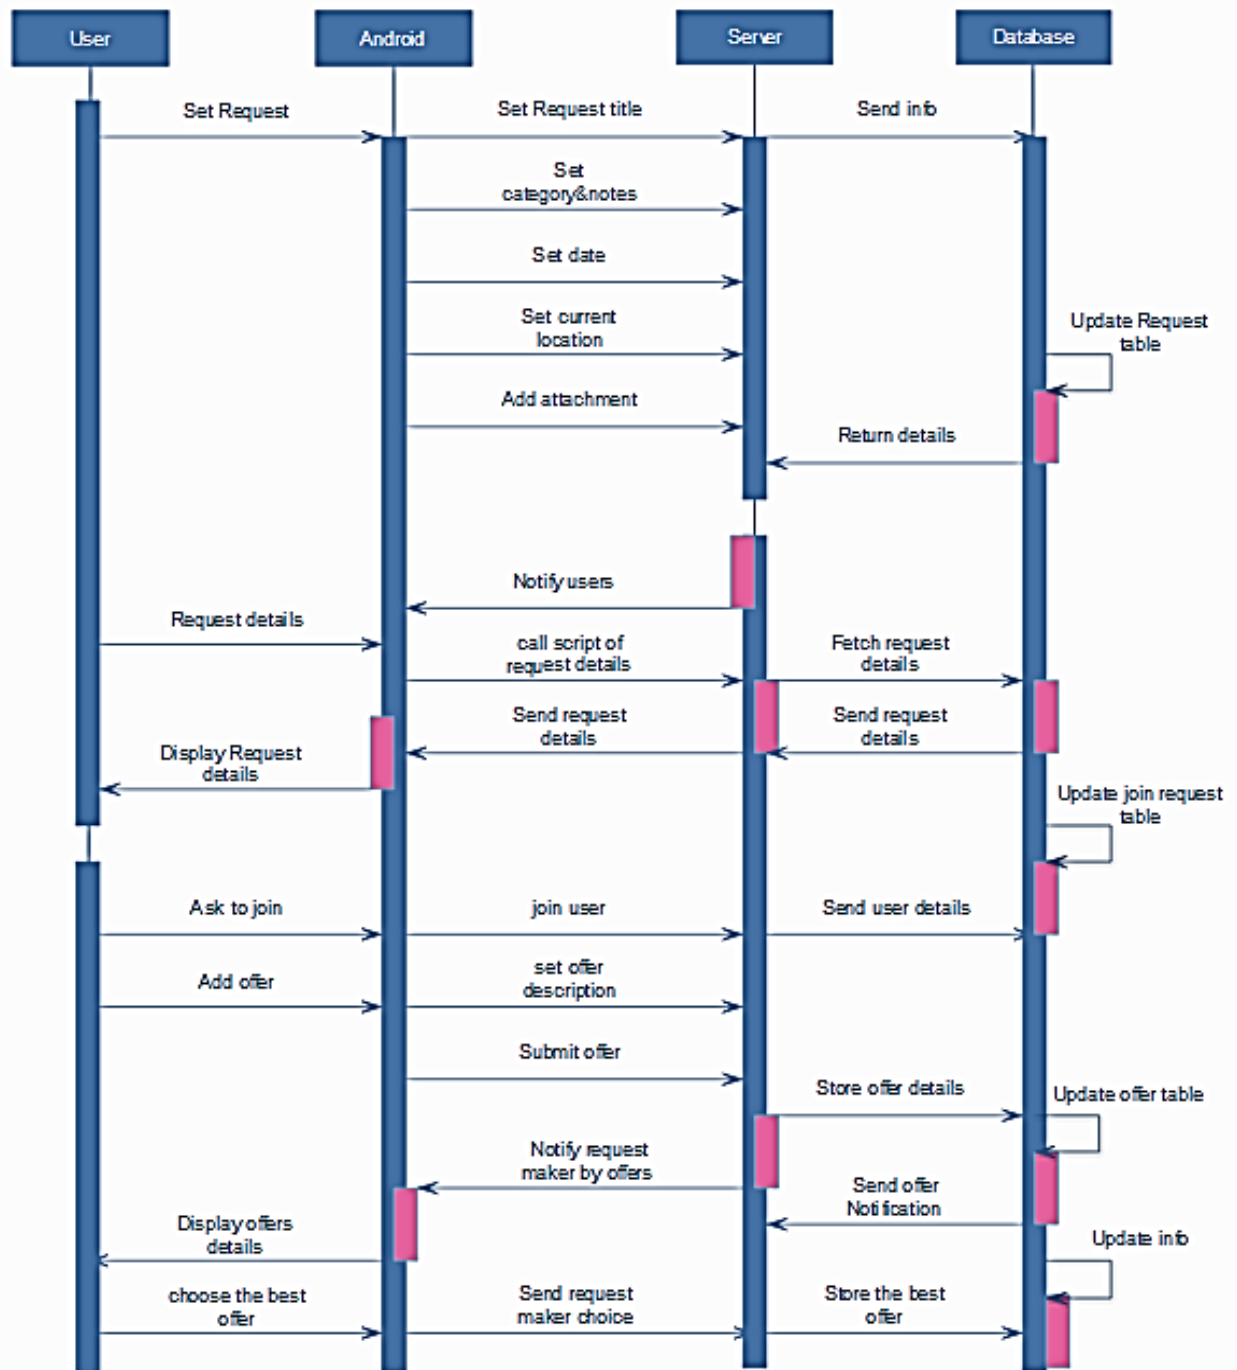 User
Android
Server
Database
Set Request
Set Request title
Send info
Set
category&notes
Set date
Set current
location
Update Request
table
Add attachment
Return details
Notify users
Request details
call script of
request details
Fetch request
details
Send request
details
Send request
details
Display Request
details
Update join request
table
Ask to join
join user
Send user details
Add offer
set offer
description
Submit offer
Store offer details
Update offer table
Notify request
maker by offers
Send offer
Notification
Display offers
details
Update info
choose the best
offer
Send request
maker choice
Store the best
offer